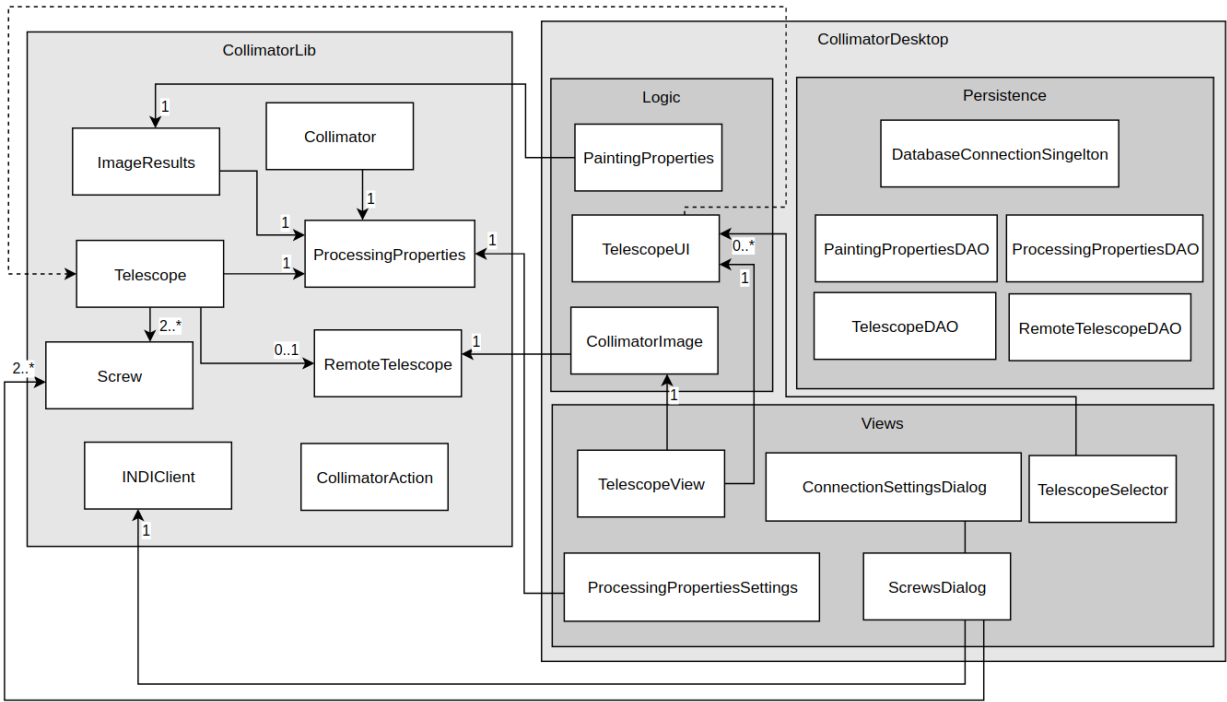 CollimatorLib
CollimatorDesktop
Logic
Persistence
1
ImageResults
Collimator
PaintingProperties
DatabaseConnectionSingelton
1
1
ProcessingProperties
1
TelescopeUI
0..*
PaintingPropertiesDAO
ProcessingPropertiesDAO
Telescope
1
1
2..*
0..1
RemoteTelescope
1
CollimatorImage
TelescopeDAO
RemoteTelescopeDAO
2..*
Screw
1
Views
INDIClient
CollimatorAction
TelescopeView
ConnectionSettingsDialog
TelescopeSelector
1
ProcessingPropertiesSettings
ScrewsDialog